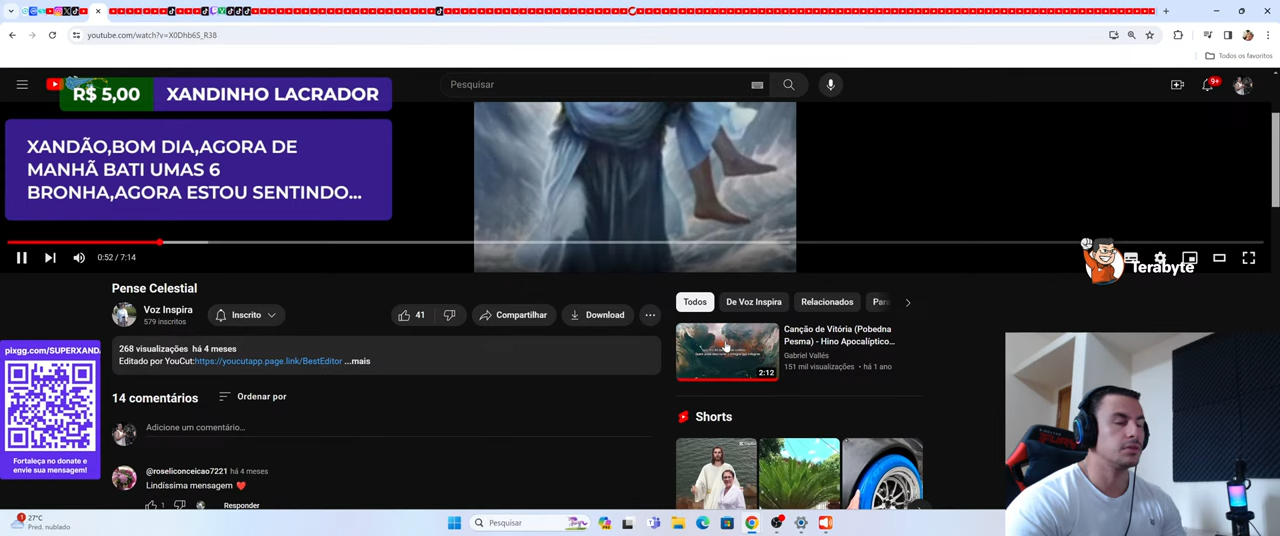 youtube.com/watch?v=X0Dhb6S_R38
Todos os favoritos
Pesquisar
9+
R$ 5,00
XANDINHO LACRADOR
XANDÃO,BOM DIA,AGORA DE
MANHÃ BATI UMAS 6
BRONHA,AGORA ESTOU SENTINDO...
0:52 / 7:14
Terabyte
Pense Celestial
Voz Inspira
579 inscritos
Inscrito
41
Compartilhar
Download
268 visualizações há 4 meses
Editado por YouCut:https://youcutapp.page.link/BestEditor ...mais
14 comentários
Ordenar por
Adicione um comentário...
@roseliconceicao7221 há 4 meses
Lindíssima mensagem
1
Responder
Todos
De Voz Inspira
Relacionados
Par
Canção de Vitória (Pobedna
Pesma) - Hino Apocalíptico...
Gabriel Vallés
151 mil visualizações • há 1 ano
2:12
Shorts
pixgg.com/SUPERXAND
Fortaleça no donate e
envie sua mensagem!
1
27°C
Pred. nublado
Pesquisar